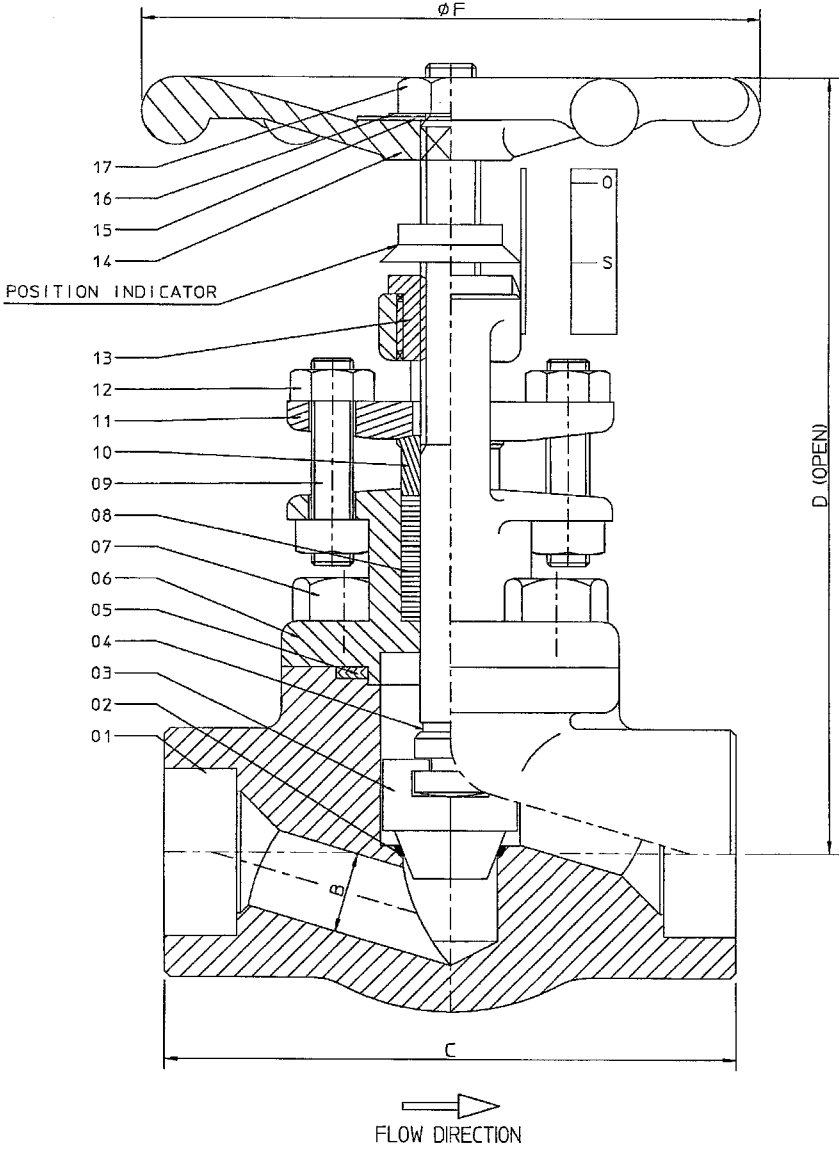 øF
17
16
15
14
O
S
POSITION INDICATOR
13
12
11
10
09
08
07
06
05
04
03
02
01
D (OPEN)
B
C
FLOW DIRECTION